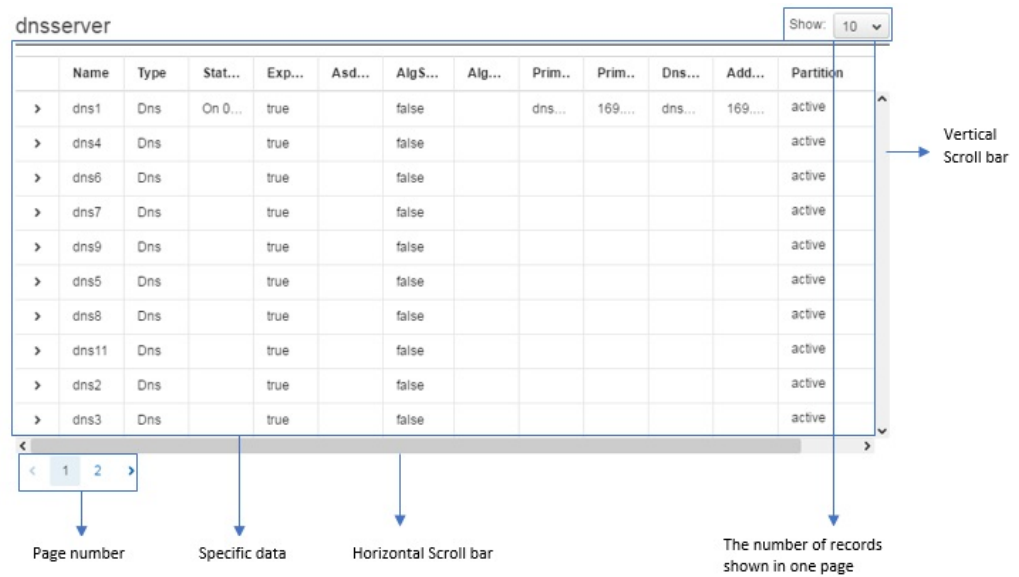 dnsserver
Show: 10
Name Type Stat... Exp... Asd... AlgS... Alg... Prim.. Prim.. Dns... Add... Partition
dns1 Dns On 0... true false dns... 169.... dns... 169.... active
dns4 Dns true false active
dns6 Dns true false active
dns7 Dns true false active
dns9 Dns true false active
dns5 Dns true false active
dns8 Dns true false active
dns11 Dns true false active
dns2 Dns true false active
dns3 Dns true false active
Vertical
Scroll bar
1 2
Page number
Specific data
Horizontal Scroll bar
The number of records
shown in one page